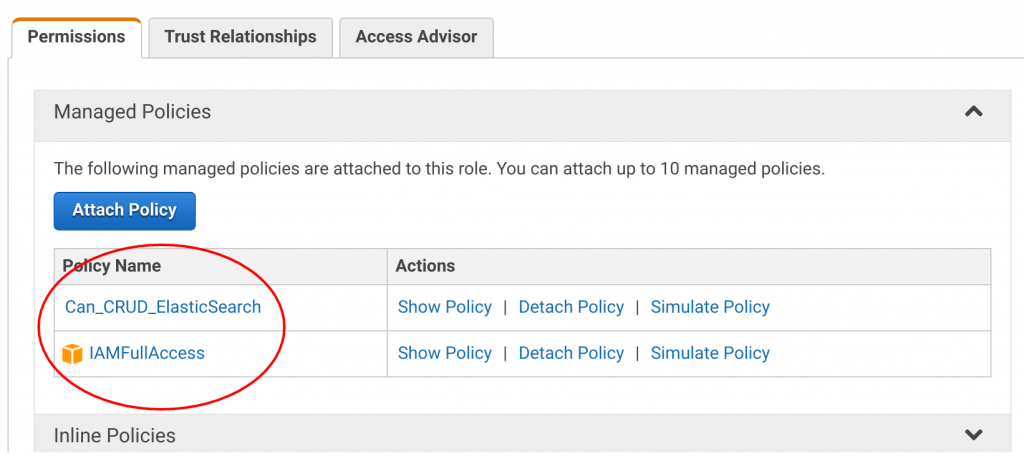 Permissions Trust Relationships Access Advisor
Managed Policies
The following managed policies are attached to this role. You can attach up to 10 managed policies.
Attach Policy
Policy Name Actions
Can_CRUD_ElasticSearch Show Policy | Detach Policy | Simulate Policy
IAMFullAccess Show Policy | Detach Policy | Simulate Policy
Inline Policies